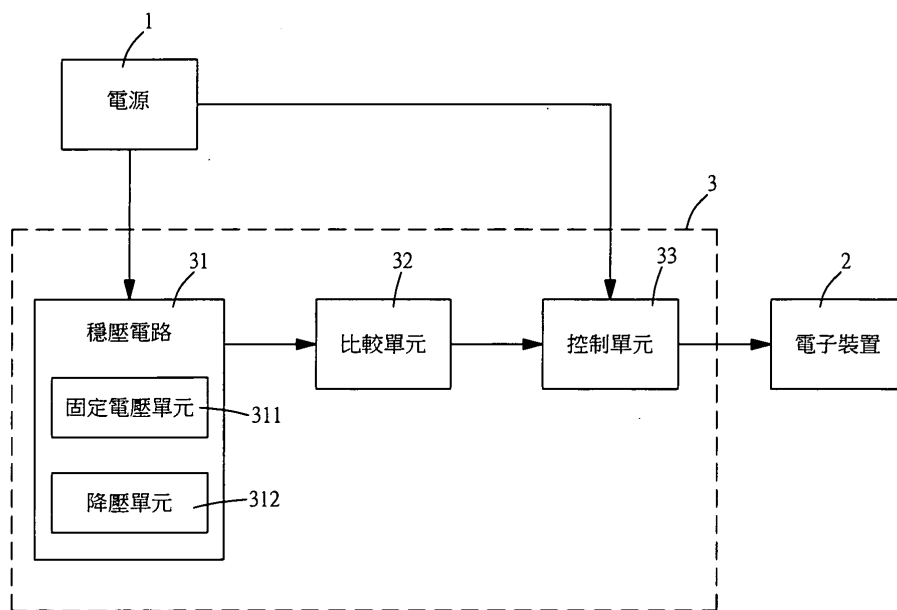 1
電源
3
31
32
33
2
穩壓電路
比較單元
控制單元
電子裝置
固定電壓單元
311
降壓單元
312